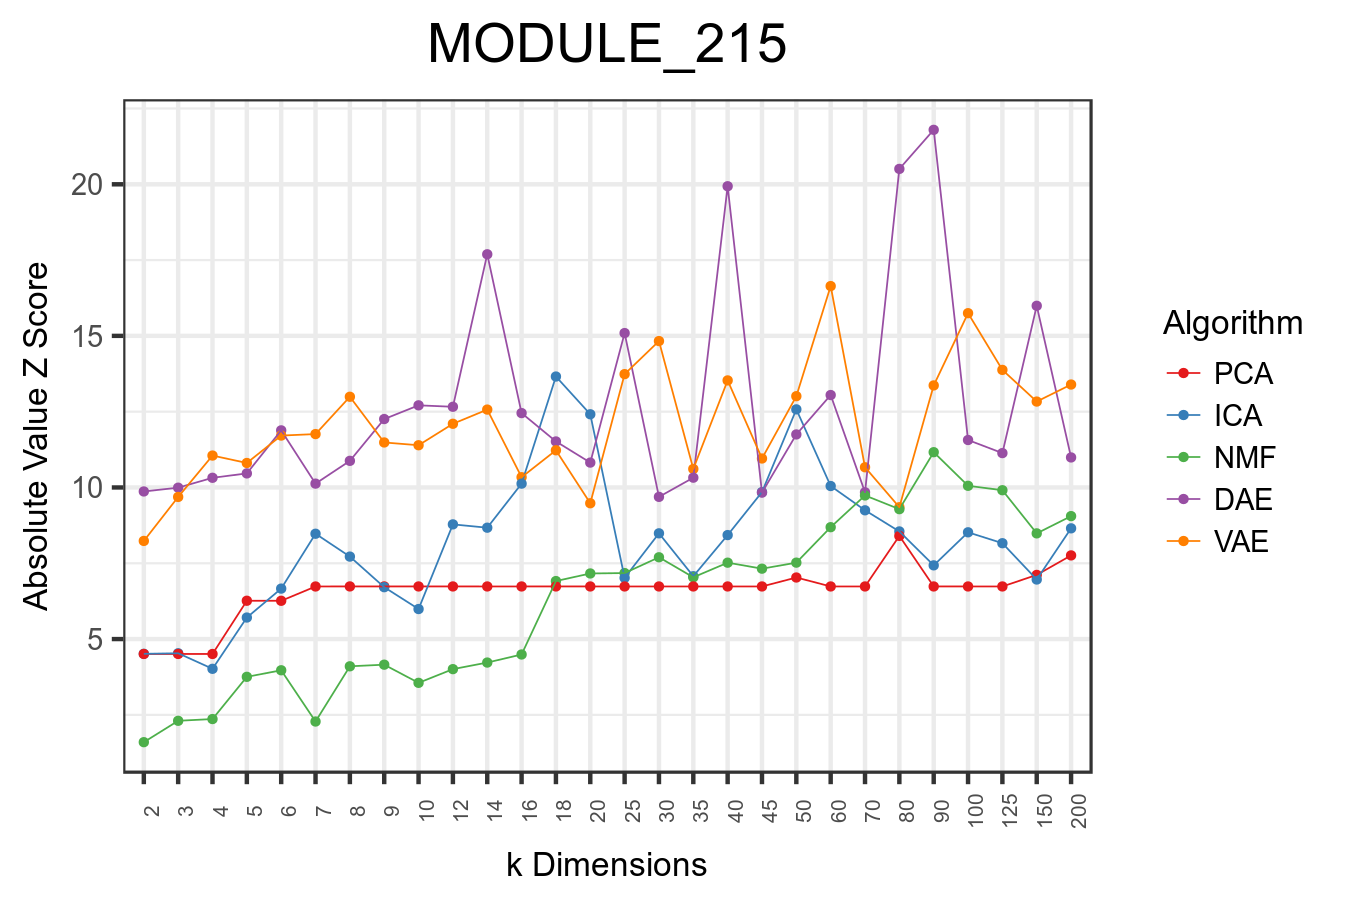 MODULE_215
Absolute Value Z Score
20
15
10
5
2 3 4 5 6 7 8 9 10 12 14 16 18 20 25 30 35 40 45 50 60 70 80 90 100 125 150 200
k Dimensions
Algorithm
PCA
ICA
NMF
DAE
VAE